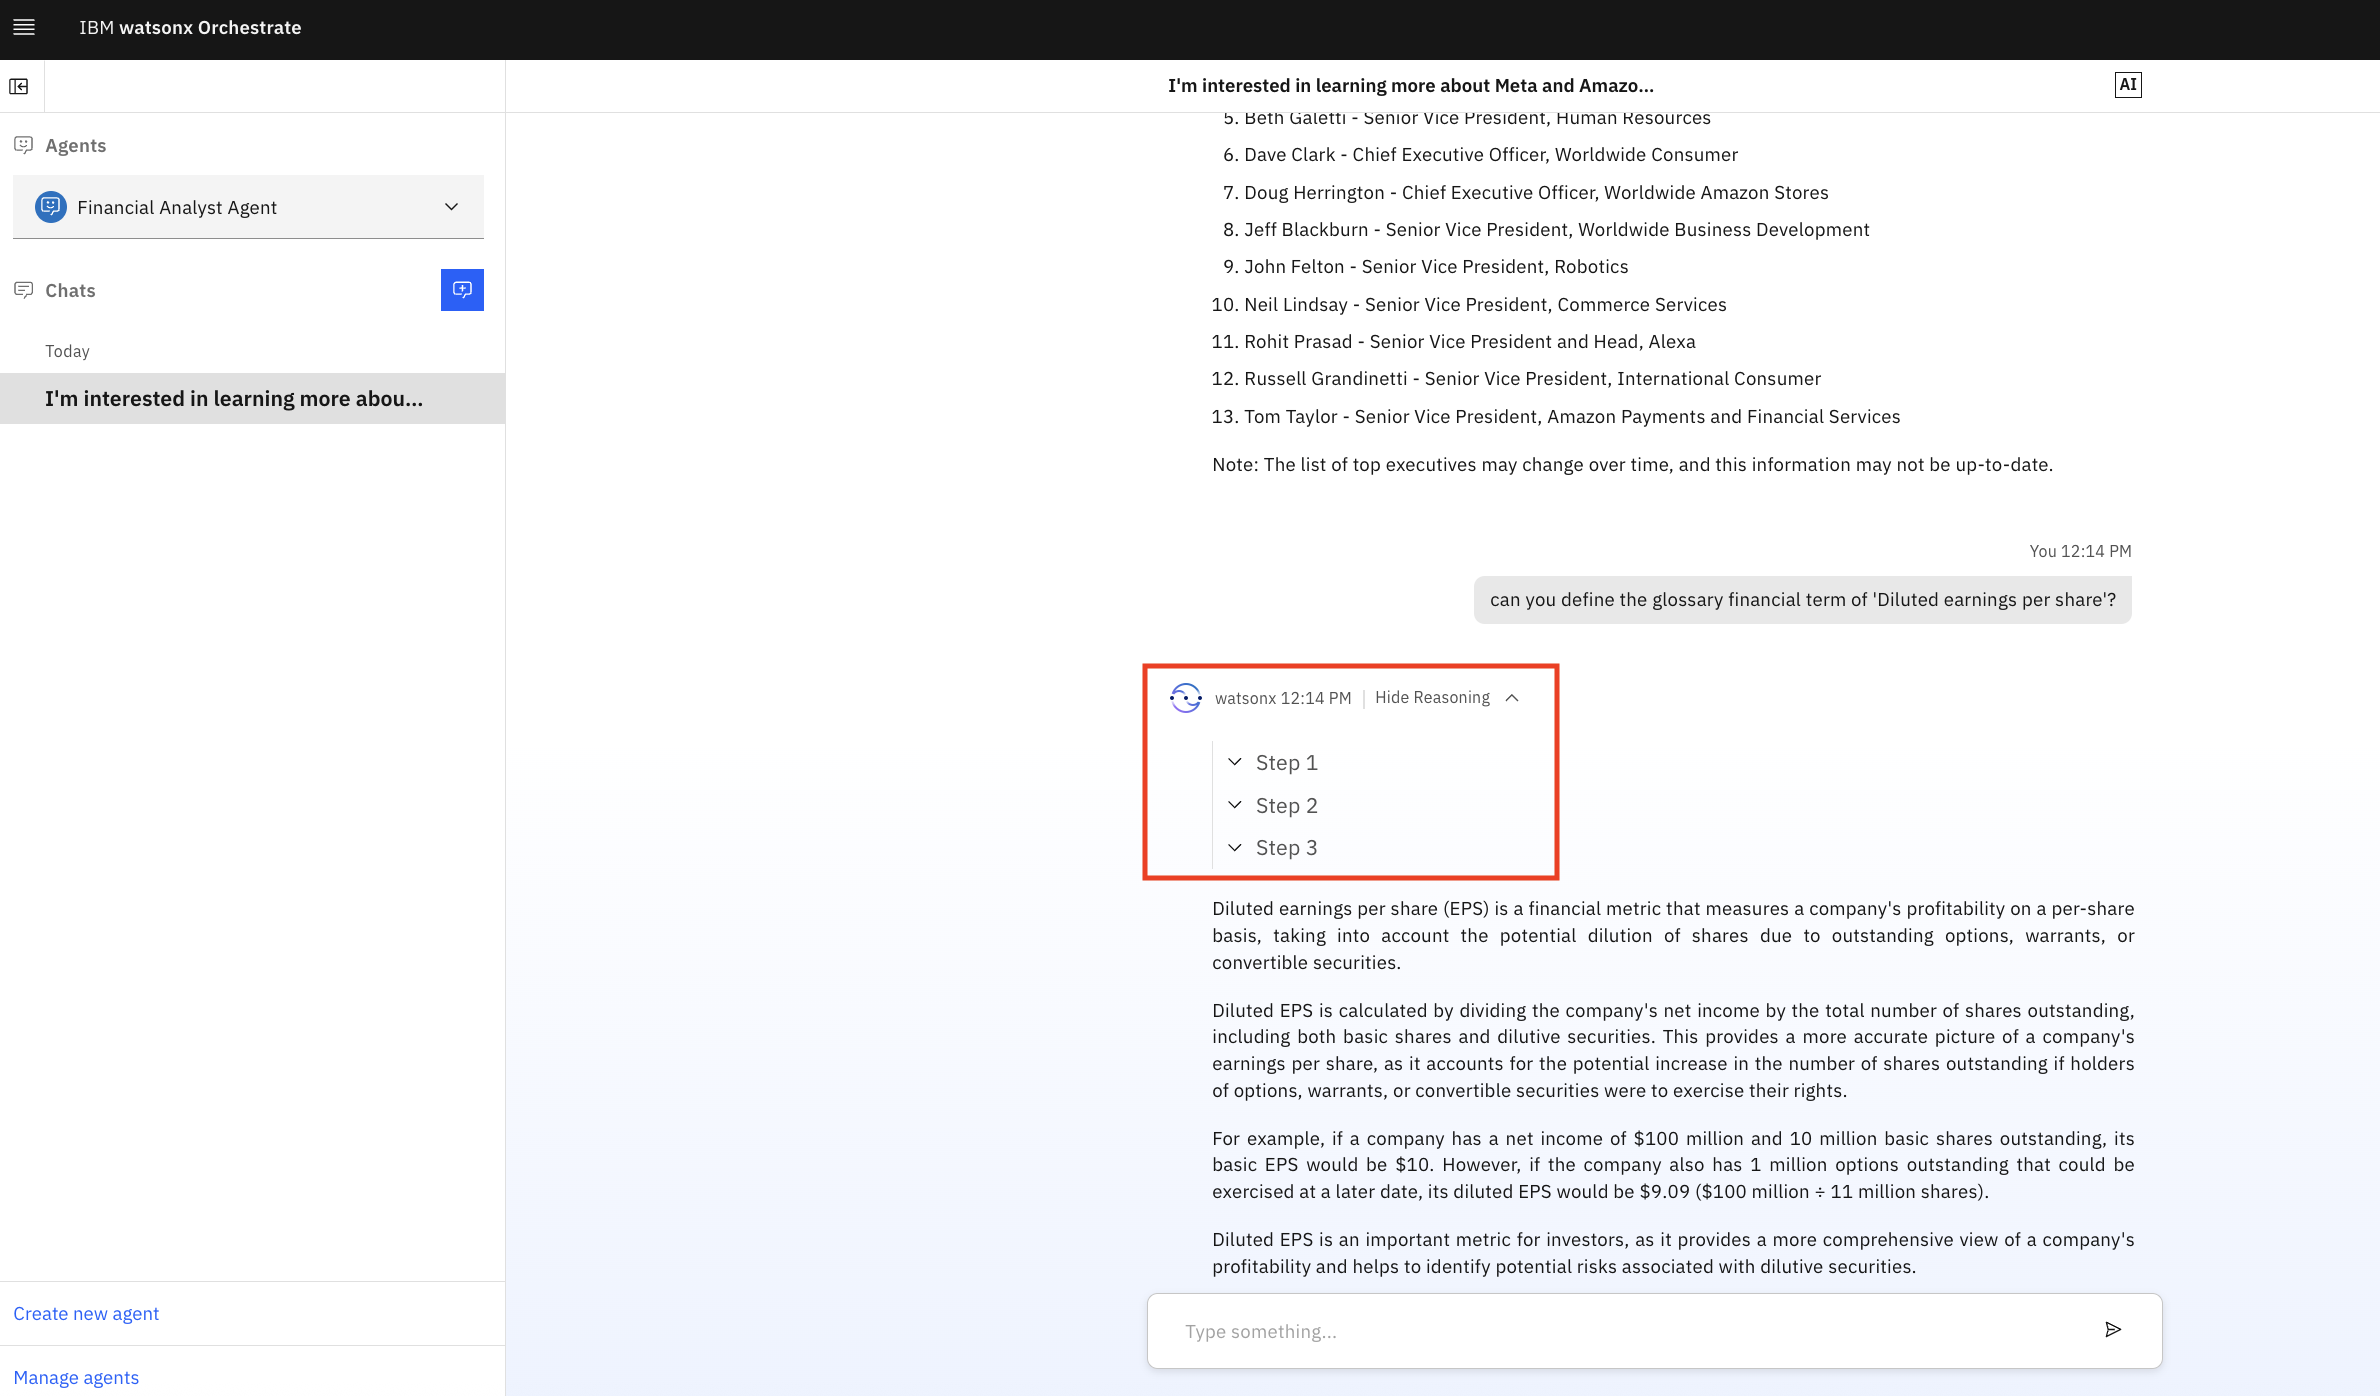 IBM watsonx Orchestrate
I'm interested in learning more about Meta and Amazo...
AI
Agents
Financial Analyst Agent
Chats
Today
I'm interested in learning more abou...
Create new agent
Manage agents
5. Beth Galetti - Senior Vice President, Human Resources
6. Dave Clark - Chief Executive Officer, Worldwide Consumer
7. Doug Herrington - Chief Executive Officer, Worldwide Amazon Stores
8. Jeff Blackburn - Senior Vice President, Worldwide Business Development
9. John Felton - Senior Vice President, Robotics
10. Neil Lindsay - Senior Vice President, Commerce Services
11. Rohit Prasad - Senior Vice President and Head, Alexa
12. Russell Grandinetti - Senior Vice President, International Consumer
13. Tom Taylor - Senior Vice President, Amazon Payments and Financial Services
Note: The list of top executives may change over time, and this information may not be up-to-date.
You 12:14 PM
can you define the glossary financial term of 'Diluted earnings per share'?
watsonx 12:14 PM | Hide Reasoning
Step 1
Step 2
Step 3
Diluted earnings per share (EPS) is a financial metric that measures a company's profitability on a per-share
basis, taking into account the potential dilution of shares due to outstanding options, warrants, or
convertible securities.
Diluted EPS is calculated by dividing the company's net income by the total number of shares outstanding,
including both basic shares and dilutive securities. This provides a more accurate picture of a company's
earnings per share, as it accounts for the potential increase in the number of shares outstanding if holders
of options, warrants, or convertible securities were to exercise their rights.
For example, if a company has a net income of $100 million and 10 million basic shares outstanding, its
basic EPS would be $10. However, if the company also has 1 million options outstanding that could be
exercised at a later date, its diluted EPS would be $9.09 ($100 million ÷ 11 million shares).
Diluted EPS is an important metric for investors, as it provides a more comprehensive view of a company's
profitability and helps to identify potential risks associated with dilutive securities.
Type something...